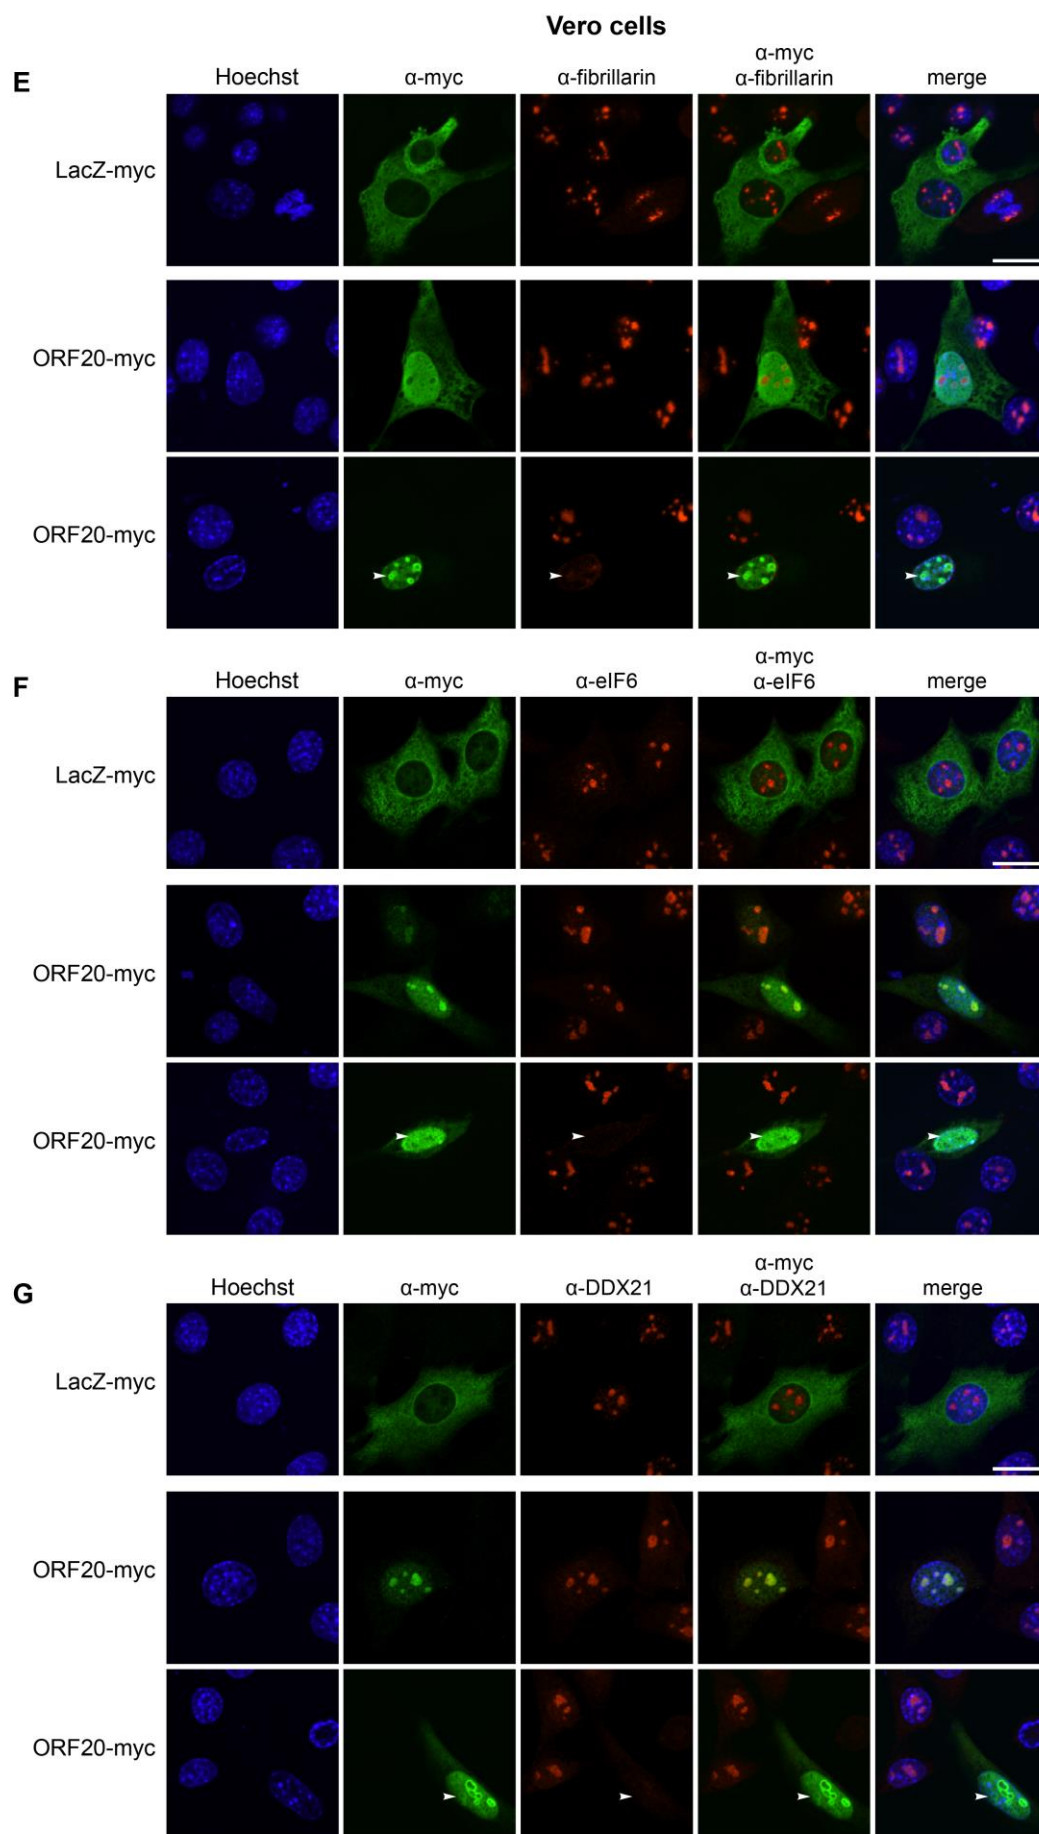 Vero cells
E
Hoechst α-myc α-fibrillarin α-myc α-fibrillarin merge
LacZ-myc
ORF20-myc
ORF20-myc
F
Hoechst α-myc α-eIF6 α-myc α-eIF6 merge
LacZ-myc
ORF20-myc
ORF20-myc
G
Hoechst α-myc α-DDX21 α-myc α-DDX21 merge
LacZ-myc
ORF20-myc
ORF20-myc